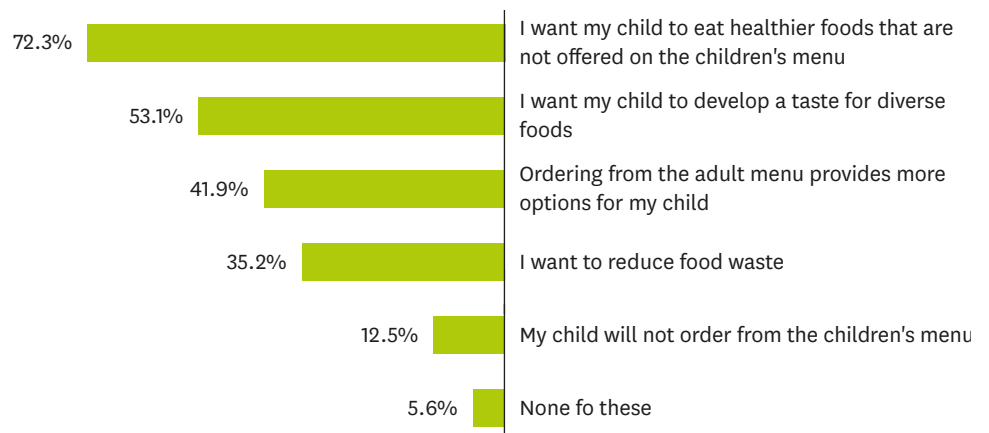 72.3%
I want my child to eat healthier foods that are
not offered on the children's menu
53.1%
I want my child to develop a taste for diverse
foods
41.9%
Ordering from the adult menu provides more
options for my child
35.2%
I want to reduce food waste
12.5%
My child will not order from the children's menu
5.6%
None fo these